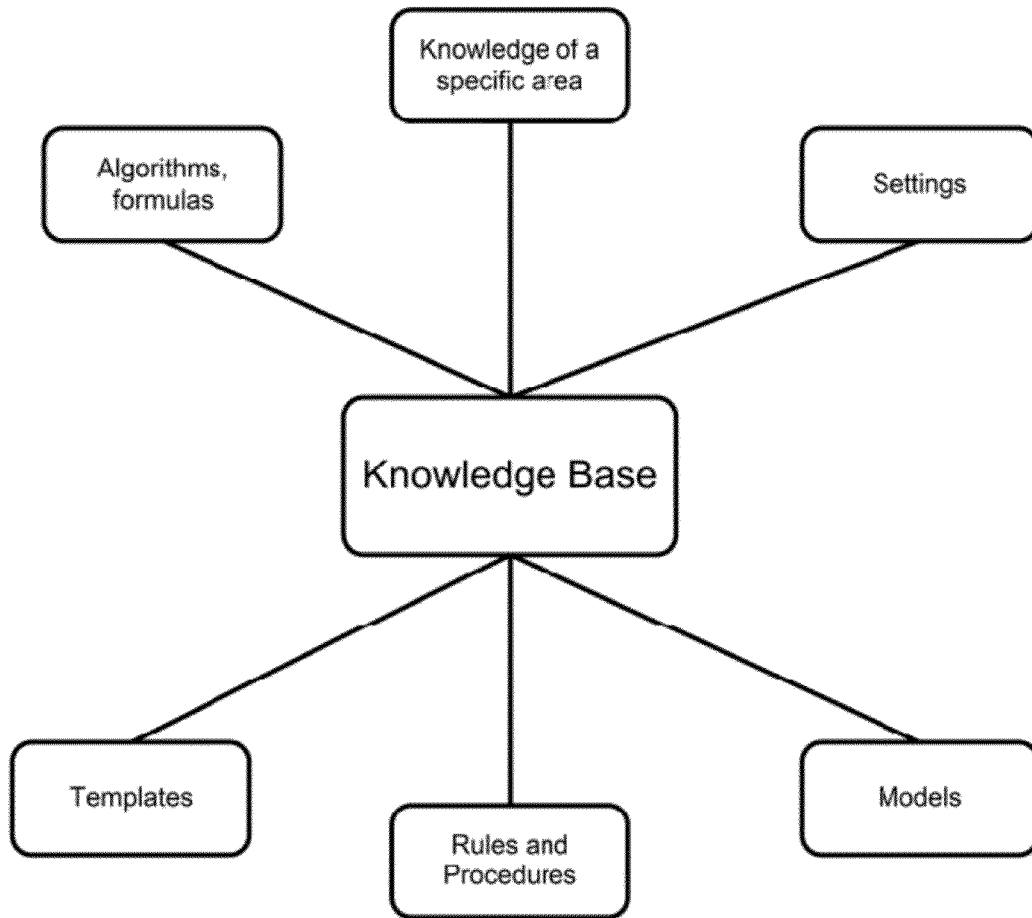 Knowledge of a
specific area
Algorithms,
formulas
Settings
Knowledge Base
Templates
Rules and
Procedures
Models